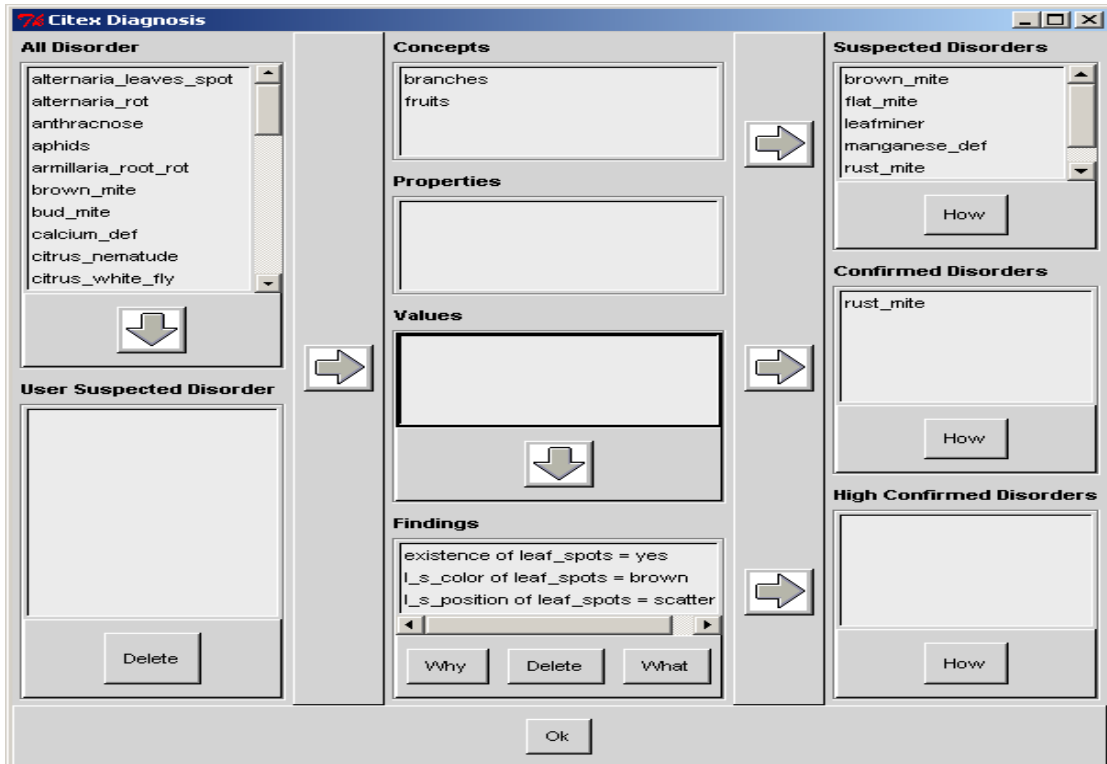 Citex Diagnosis
All Disorder
alternaria_leaves_spot
alternaria_rot
anthracnose
aphids
armillaria_root_rot
brown_mite
bud_mite
calcium_def
citrus_nematude
citrus_white_fly
User Suspected Disorder
Delete
Concepts
branches
fruits
Properties
Values
Findings
existence of leaf_spots = yes
l_s_color of leaf_spots = brown
l_s_position of leaf_spots = scatter
Why
Delete
What
Suspected Disorders
brown_mite
flat_mite
leafminer
manganese_def
rust_mite
How
Confirmed Disorders
rust_mite
How
High Confirmed Disorders
How
Ok